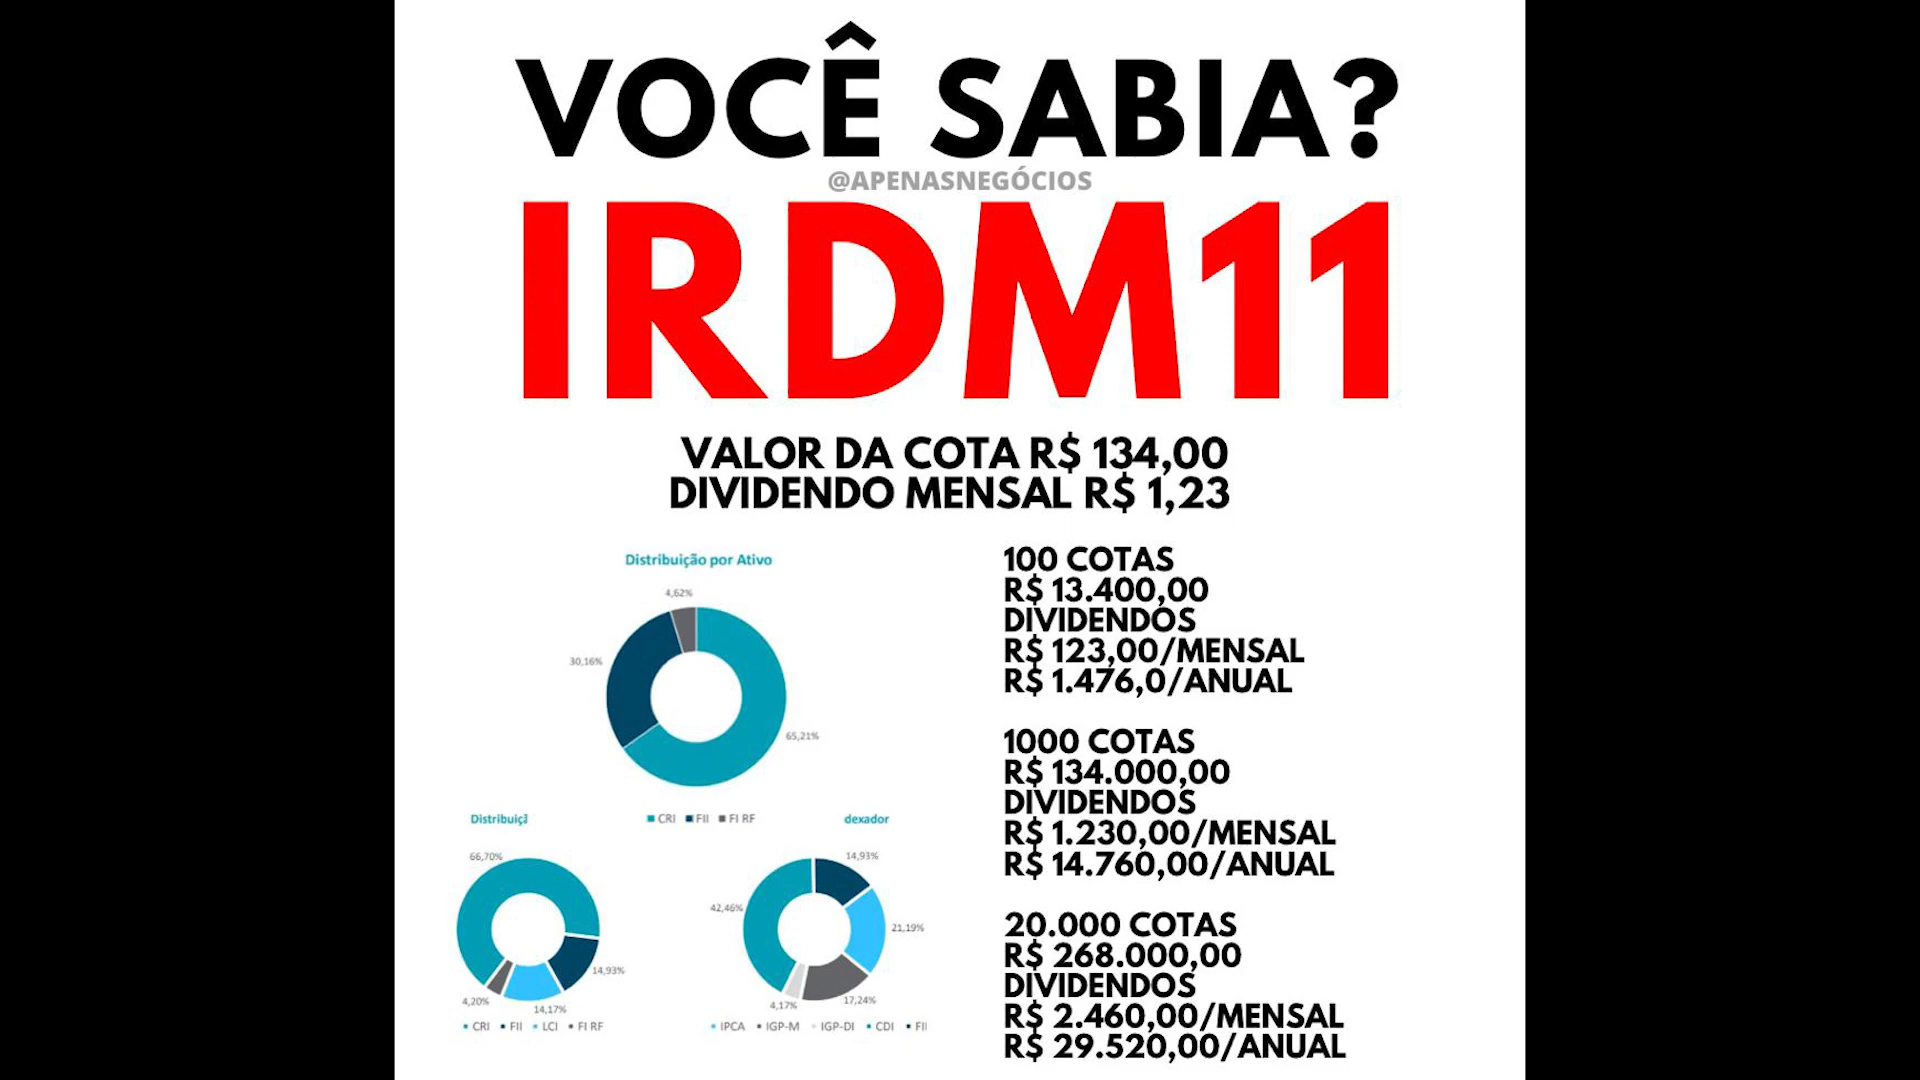 VOCÊ SABIA?
@APENASNEGÓCIOS
IRDM11
VALOR DA COTA R$ 134,00
DIVIDENDO MENSAL R$ 1,23
Distribuição por Ativo
4,62%
30,16%
65,21%
CRI FII FI RF
Distribuiçã
66,70%
14,93%
4,20%
14,17%
CRI FII LCI FI RF
dexador
14,93%
42,46%
21,19%
4,17%
17,24%
IPCA IGP-M IGP-DI CDI FII
100 COTAS
R$ 13.400,00
DIVIDENDOS
R$ 123,00/MENSAL
R$ 1.476,0/ANUAL
1000 COTAS
R$ 134.000,00
DIVIDENDOS
R$ 1.230,00/MENSAL
R$ 14.760,00/ANUAL
20.000 COTAS
R$ 268.000,00
DIVIDENDOS
R$ 2.460,00/MENSAL
R$ 29.520,00/ANUAL